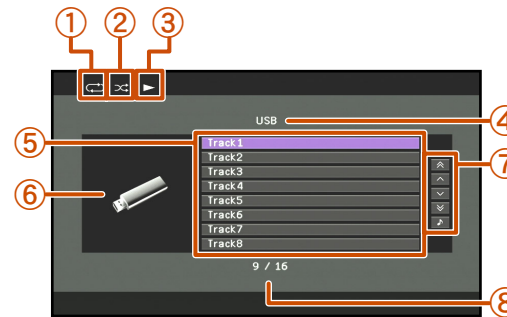 ① ② ③
USB ④
⑤ Track1
Track2
Track3 ⑦
Track4
⑥ Track5
Track6
Track7
Track8
9 / 16
⑧